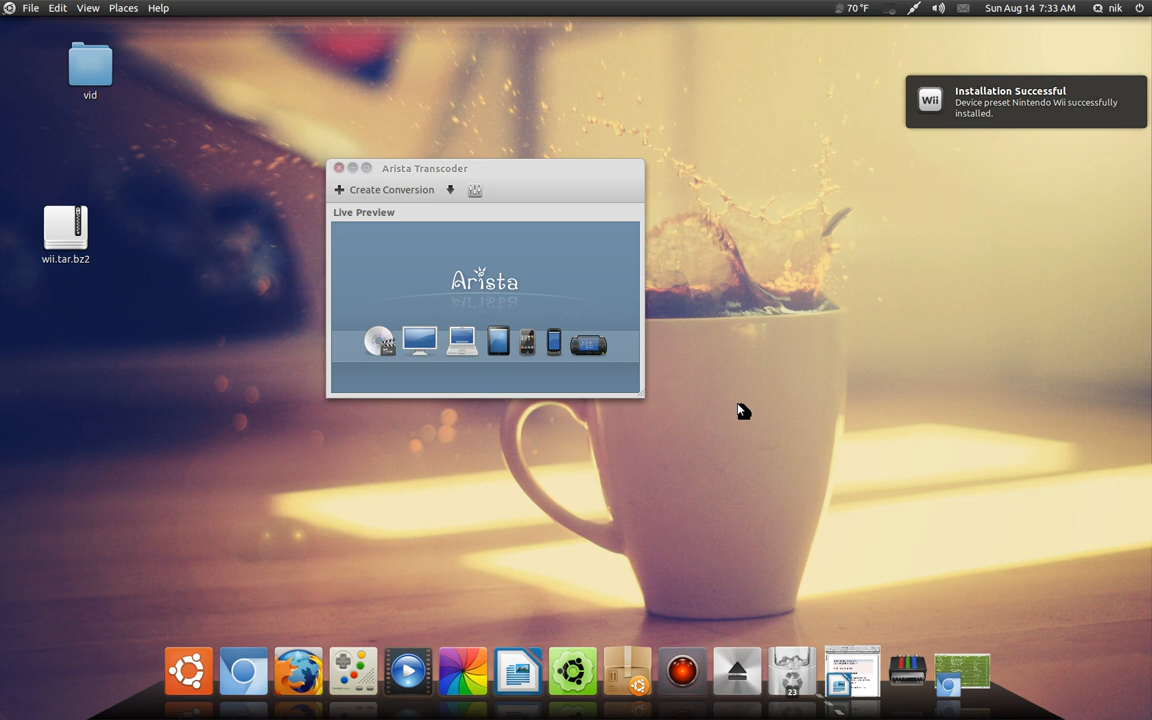 File Edit View Places Help
70 °F
Sun Aug 14 7:33 AM
nik
vid
Wii
Installation Successful
Device preset Nintendo Wii successfully
installed.
Arista Transcoder
Create Conversion
Live Preview
Arista
wii.tar.bz2
23